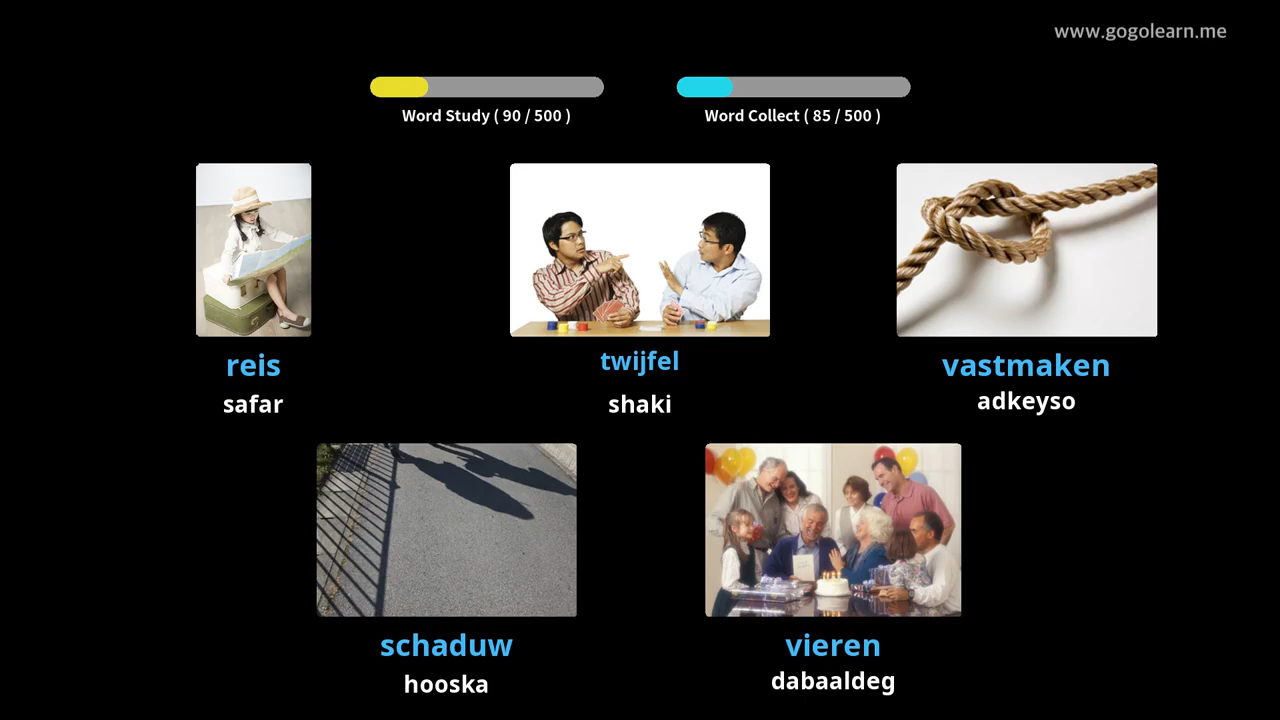 www.gogolearn.me
Word Study ( 90 / 500 )
Word Collect ( 85 / 500 )
reis
safar
twijfel
shaki
vastmaken
adkeyso
schaduw
hooska
vieren
dabaaldeg